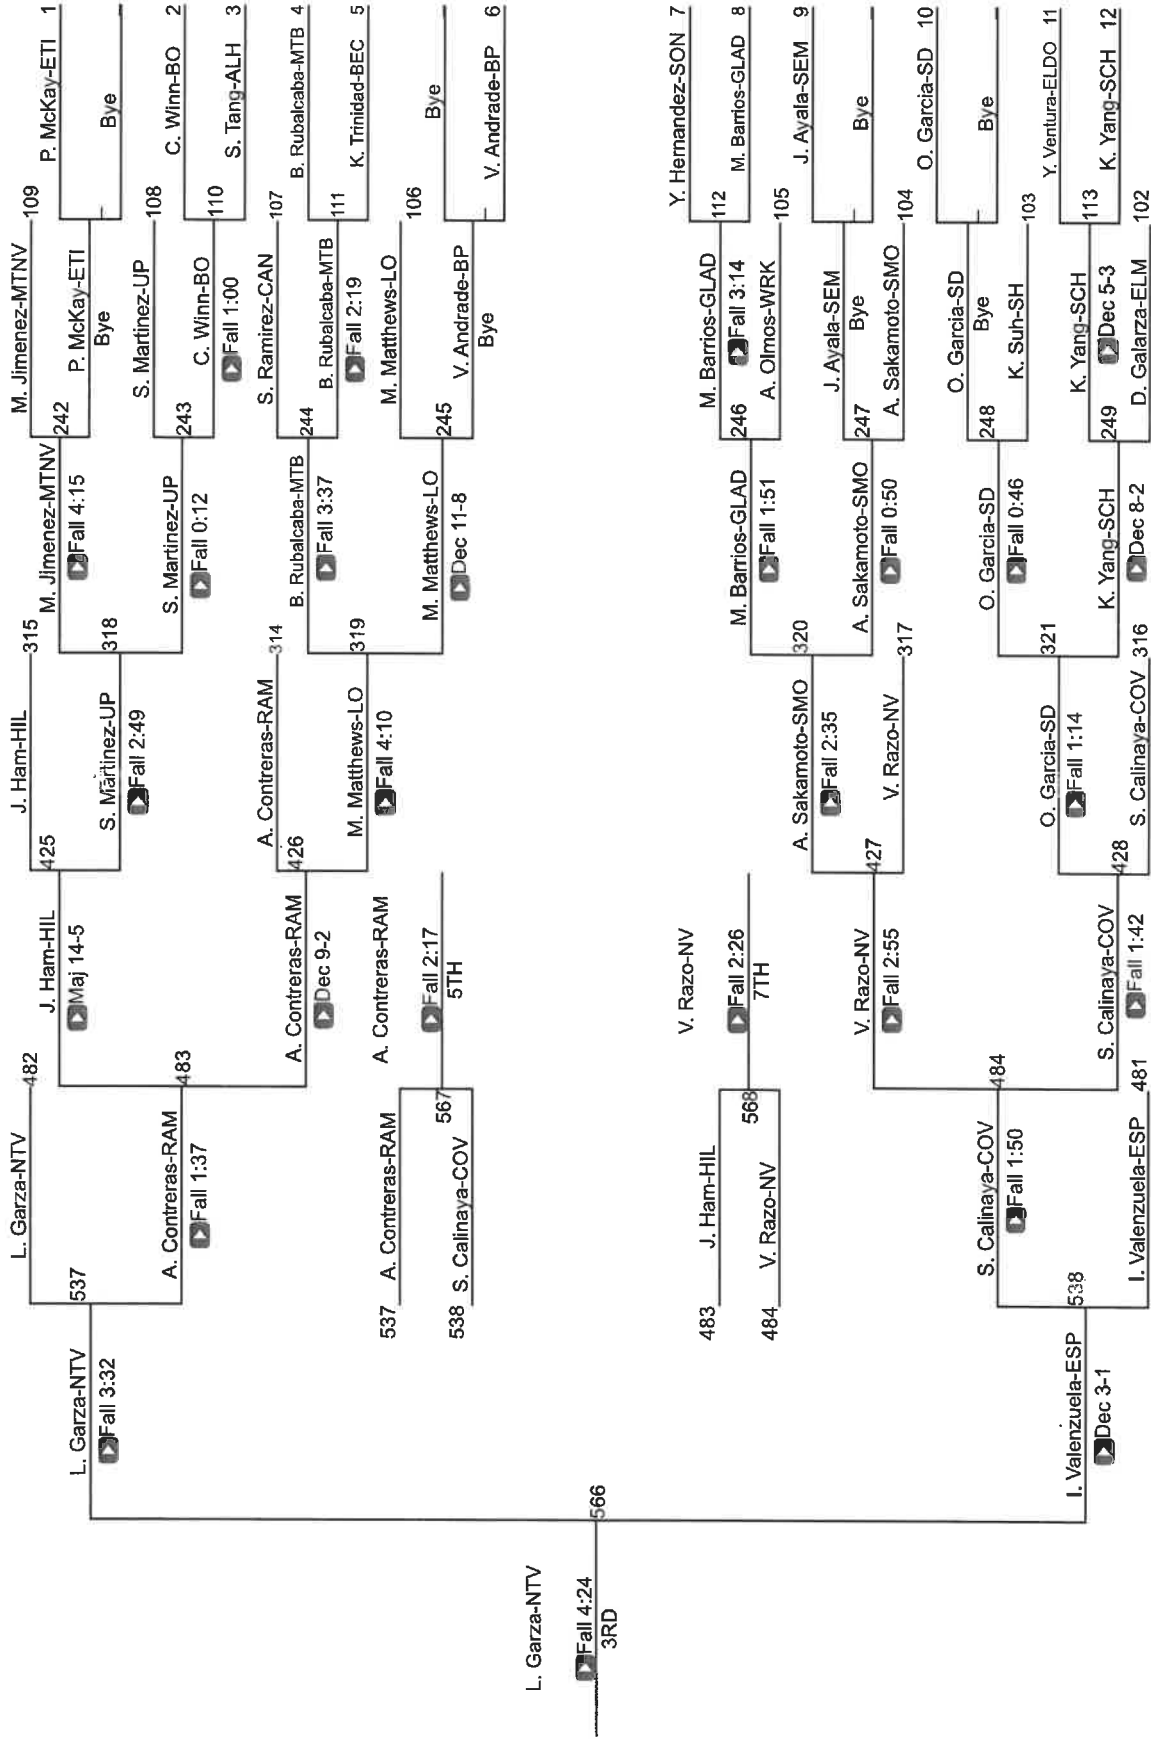 P. McKay-ETI 1
Bye
C. Winn-BO 2
S. Tang-ALH 3
B. Rubalcaba-MTB 4
K. Trinidad-BEC 5
Bye
V. Andrade-BP 6
Y. Hernandez-SON 7
M. Barrios-GLAD 8
J. Ayala-SEM 9
Bye
O. Garcia-SD 10
Bye
Y. Ventura-ELDO 11
K. Yang-SCH 12
M. Jimenez-MTNV 109
P. McKay-ETI
Bye
S. Martinez-UP 108
C. Winn-BO 110
Fall 1:00
S. Ramirez-CAN 107
B. Rubalcaba-MTB 111
Fall 2:19
M. Matthews-LO 106
V. Andrade-BP
Bye
M. Barrios-GLAD 112
Fall 3:14
A. Olmos-WRK 105
J. Ayala-SEM
Bye
A. Sakamoto-SMO 104
O. Garcia-SD
Bye
K. Suh-SH 103
K. Yang-SCH 113
Dec 5-3
D. Galarza-ELM 102
M. Jimenez-MTNV 242
Fall 4:15
S. Martinez-UP 243
Fall 0:12
B. Rubalcaba-MTB 244
Fall 3:37
M. Matthews-LO 245
Dec 11-8
M. Barrios-GLAD 246
Fall 1:51
A. Sakamoto-SMO 247
Fall 0:50
O. Garcia-SD 248
Fall 0:46
K. Yang-SCH 249
Dec 8-2
J. Ham-HIL 315
S. Martinez-UP 318
Fall 2:49
A. Contreras-RAM 314
M. Matthews-LO 319
Fall 4:10
A. Sakamoto-SMO 320
Fall 2:35
V. Razo-NV 317
O. Garcia-SD 321
Fall 1:14
S. Calinaya-COV 316
J. Ham-HIL 425
Maj 14-5
A. Contreras-RAM 426
Dec 9-2
A. Contreras-RAM
Fall 2:17
5TH
V. Razo-NV
Fall 2:26
7TH
V. Razo-NV 427
Fall 2:55
S. Calinaya-COV 428
Fall 1:42
L. Garza-NTV 482
A. Contreras-RAM 483
Fall 1:37
537 A. Contreras-RAM
567
538 S. Calinaya-COV
483 J. Ham-HIL
568
484 V. Razo-NV
S. Calinaya-COV 484
Fall 1:50
I. Valenzuela-ESP 481
L. Garza-NTV 537
Fall 3:32
I. Valenzuela-ESP 538
Dec 3-1
L. Garza-NTV 566
Fall 4:24
3RD